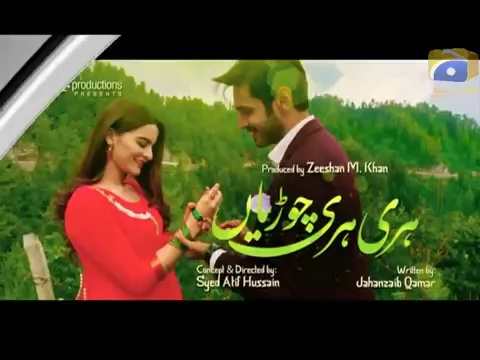 productions
PRESENTS
Produced by Zeeshan M. Khan
ہری ہری چوڑیاں
Concept & Directed by:
Syed Atif Hussain
Written by:
Jahanzaib Qamar